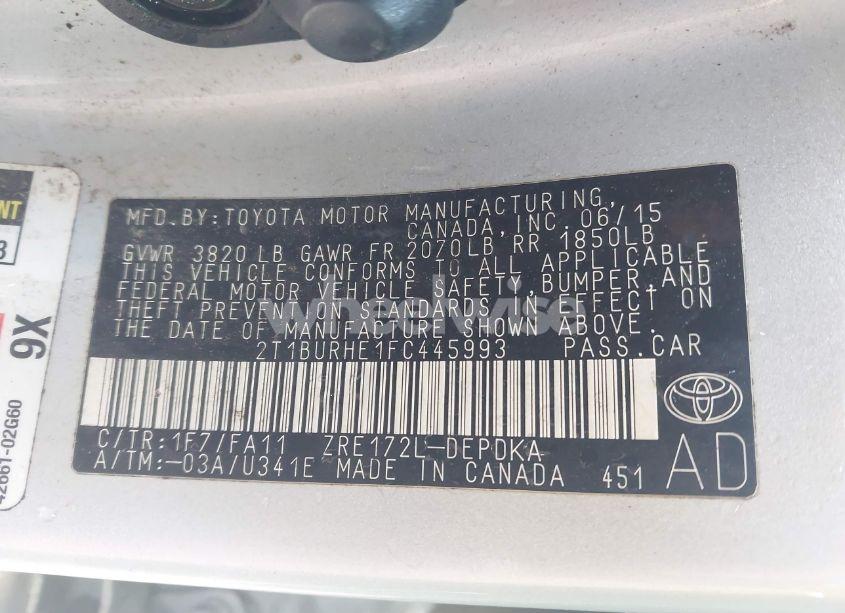 MFD. BY: TOYOTA MOTOR MANUFACTURING,
CANADA, INC. 06/15
GVWR 3820 LB GAWR FR 2070LB RR 1850LB
THIS VEHICLE CONFORMS TO ALL APPLICABLE
FEDERAL MOTOR VEHICLE SAFETY, BUMPER, AND
THEFT PREVENTION STANDARDS IN EFFECT ON
THE DATE OF MANUFACTURE SHOWN ABOVE.
2T1BURHE1FC445993 PASS. CAR
C/TR: 1F7/FA11 ZRE172L-DEPDKA
A/TM: -03A/U341E MADE IN CANADA 451
AD
9X
42661-02G60
wheelwise